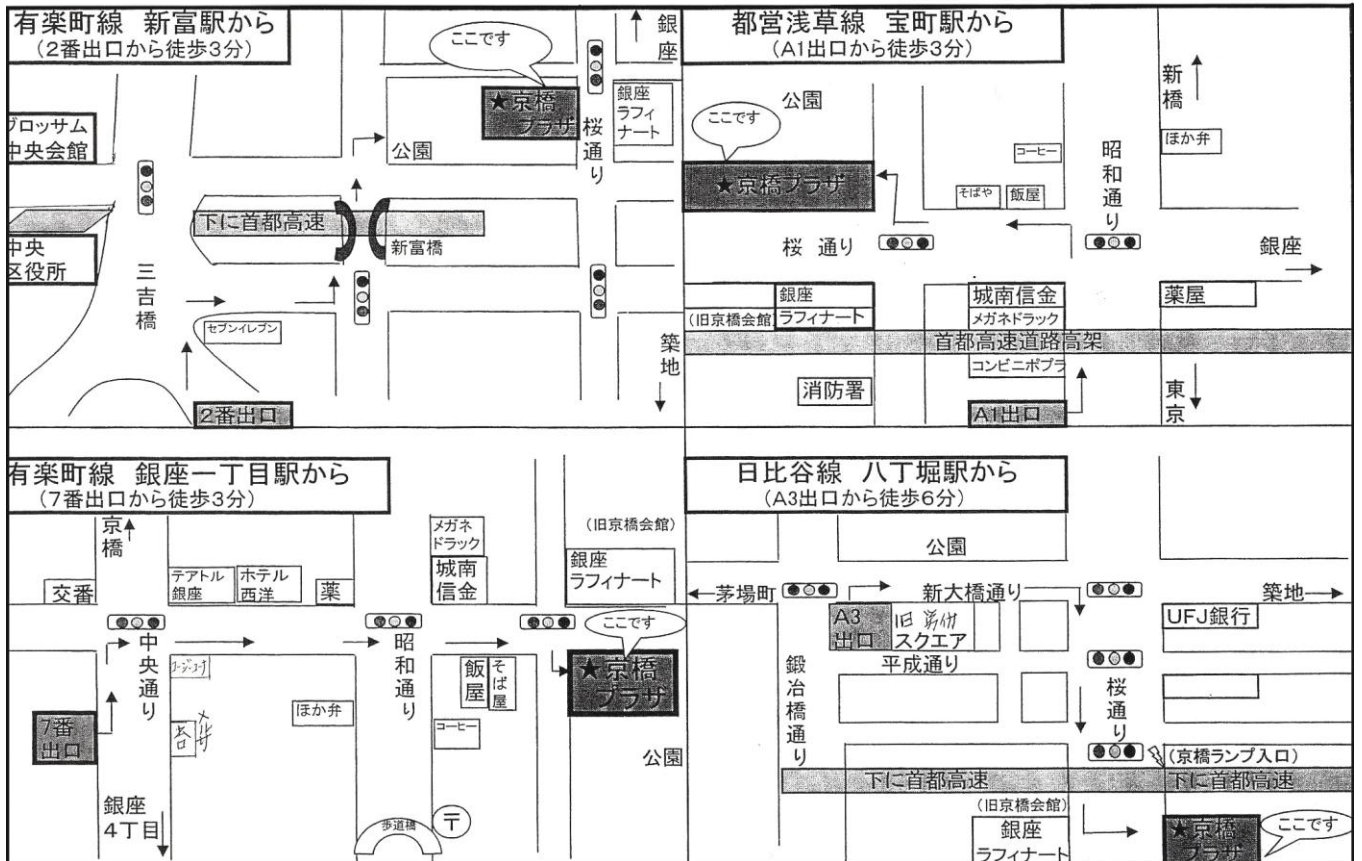 有楽町線 新富駅から
(2番出口から徒歩3分)
ここです
銀座
★京橋
プラザ
銀座
ラフィ
ナート
桜通り
公園
ブロッサム
中央会館
下に首都高速
新富橋
中央
区役所
三吉橋
セブンイレブン
築地
2番出口
都営浅草線 宝町駅から
(A1出口から徒歩3分)
公園
ここです
新橋
ほか弁
コーヒー
昭和通り
★京橋プラザ
そばや
飯屋
桜 通り
銀座
銀座
ラフィナート
(旧京橋会館)
城南信金
メガネドラック
薬屋
首都高速道路高架
コンビニポプラ
消防署
A1出口
東京
有楽町線 銀座一丁目駅から
(7番出口から徒歩3分)
京橋
メガネ
ドラック
(旧京橋会館)
交番
テアトル
銀座
ホテル
西洋
薬
城南
信金
銀座
ラフィナート
中央通り
昭和通り
ここです
★京橋
プラザ
飯屋
そば屋
7番
出口
ほか弁
コーヒー
公園
銀座
4丁目
歩道橋
〒
日比谷線 八丁堀駅から
(A3出口から徒歩6分)
公園
茅場町
新大橋通り
築地
A3
出口
旧
スクエア
UFJ銀行
平成通り
鍛冶橋通り
桜通り
(京橋ランプ入口)
下に首都高速
下に首都高速
(旧京橋会館)
銀座
ラフィナート
★京橋
プラザ
ここです